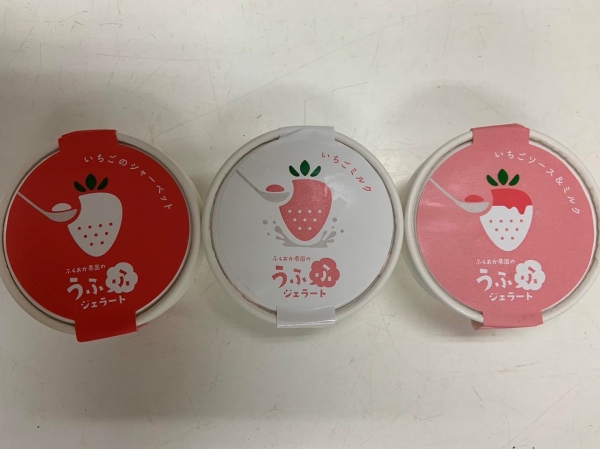 いちごのシャーベット
ふくおか農園の
うふふ
ジェラート
いちごミルク
ふくおか農園の
うふふ
ジェラート
いちごソース&ミルク
ふくおか農園の
うふふ
ジェラート